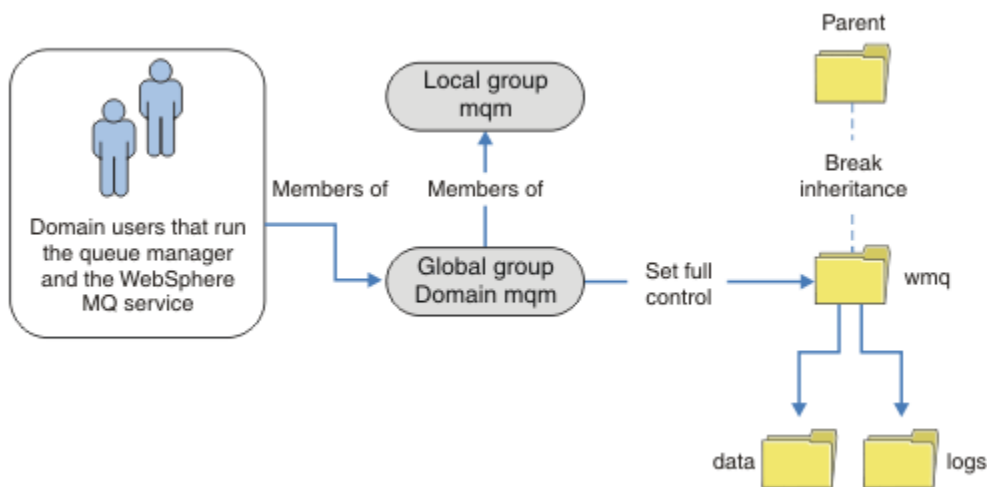 Parent
Local group
mqm
Break
inheritance
Members of
Members of
Domain users that run
the queue manager
and the WebSphere
MQ service
Global group
Domain mqm
Set full
control
wmq
data
logs